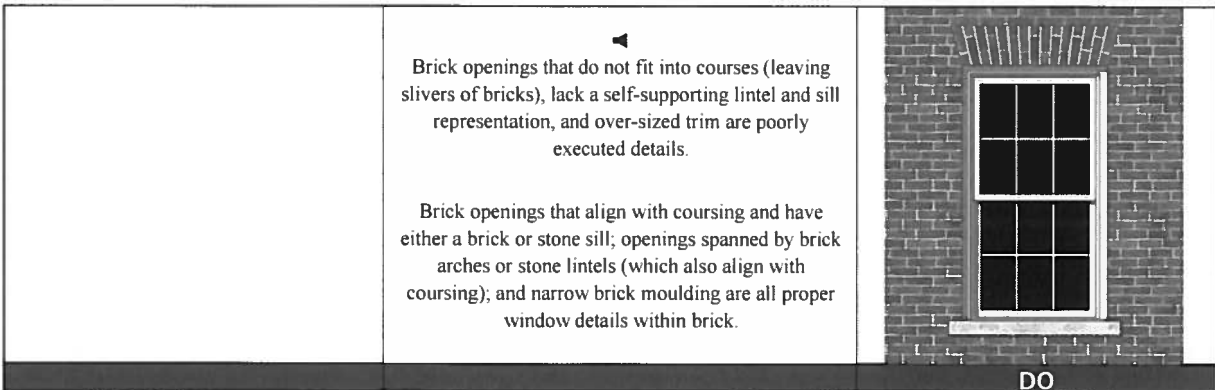 Brick openings that do not fit into courses (leaving
slivers of bricks), lack a self-supporting lintel and sill
representation, and over-sized trim are poorly
executed details.
Brick openings that align with coursing and have
either a brick or stone sill; openings spanned by brick
arches or stone lintels (which also align with
coursing); and narrow brick moulding are all proper
window details within brick.
DO